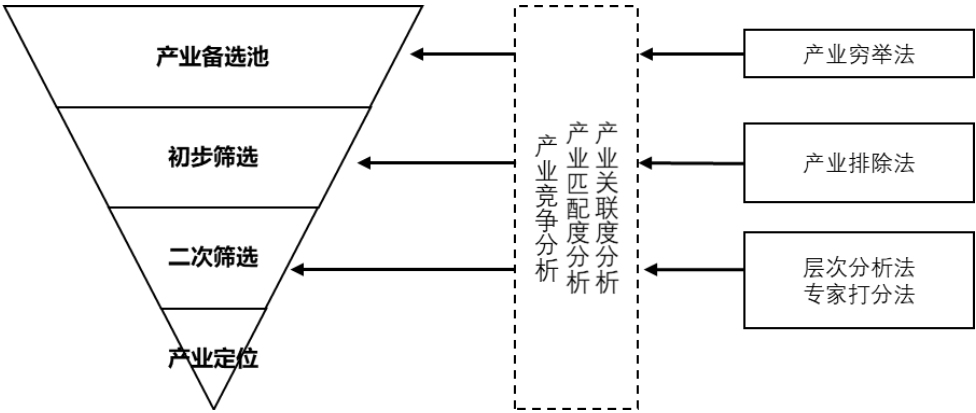 产业备选池
初步筛选
二次筛选
产业定位
产业关联度分析
产业匹配度分析
产业竞争分析
产业穷举法
产业排除法
层次分析法
专家打分法